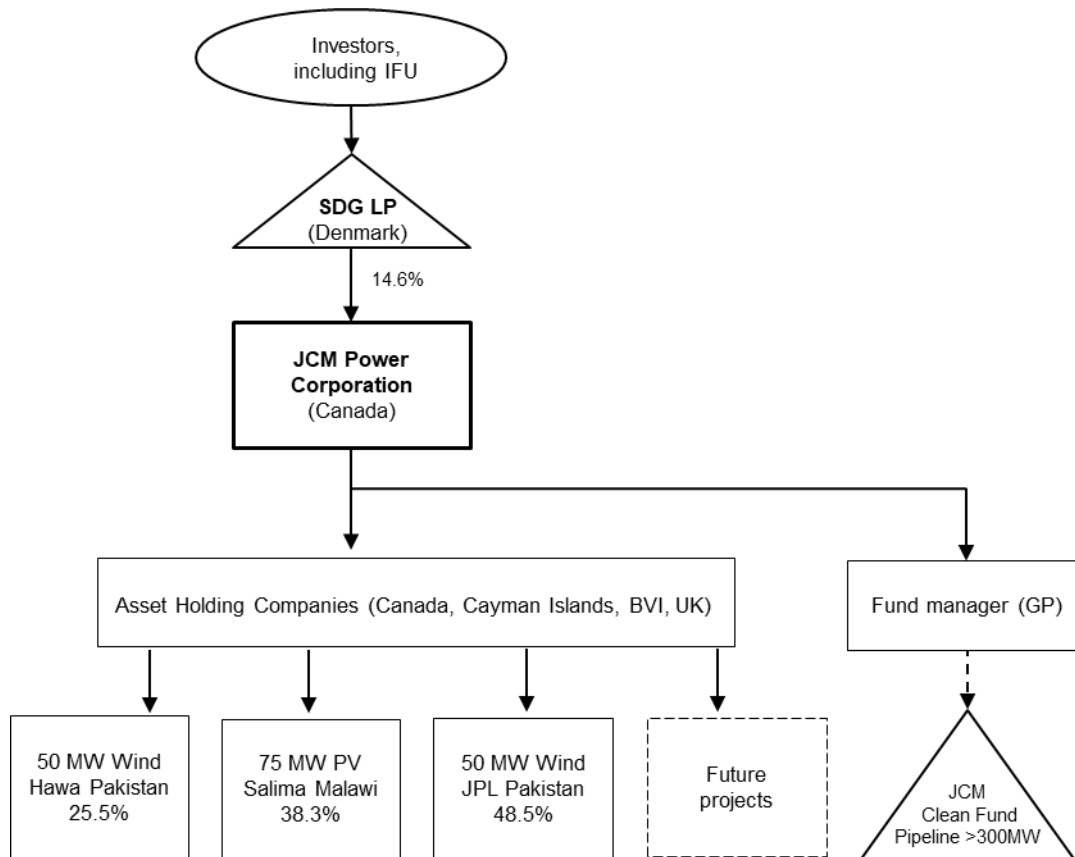 Investors,
including IFU
SDG LP
(Denmark)
14.6%
JCM Power
Corporation
(Canada)
Asset Holding Companies (Canada, Cayman Islands, BVI, UK)
Fund manager (GP)
50 MW Wind
Hawa Pakistan
25.5%
75 MW PV
Salima Malawi
38.3%
50 MW Wind
JPL Pakistan
48.5%
Future
projects
JCM
Clean Fund
Pipeline >300MW